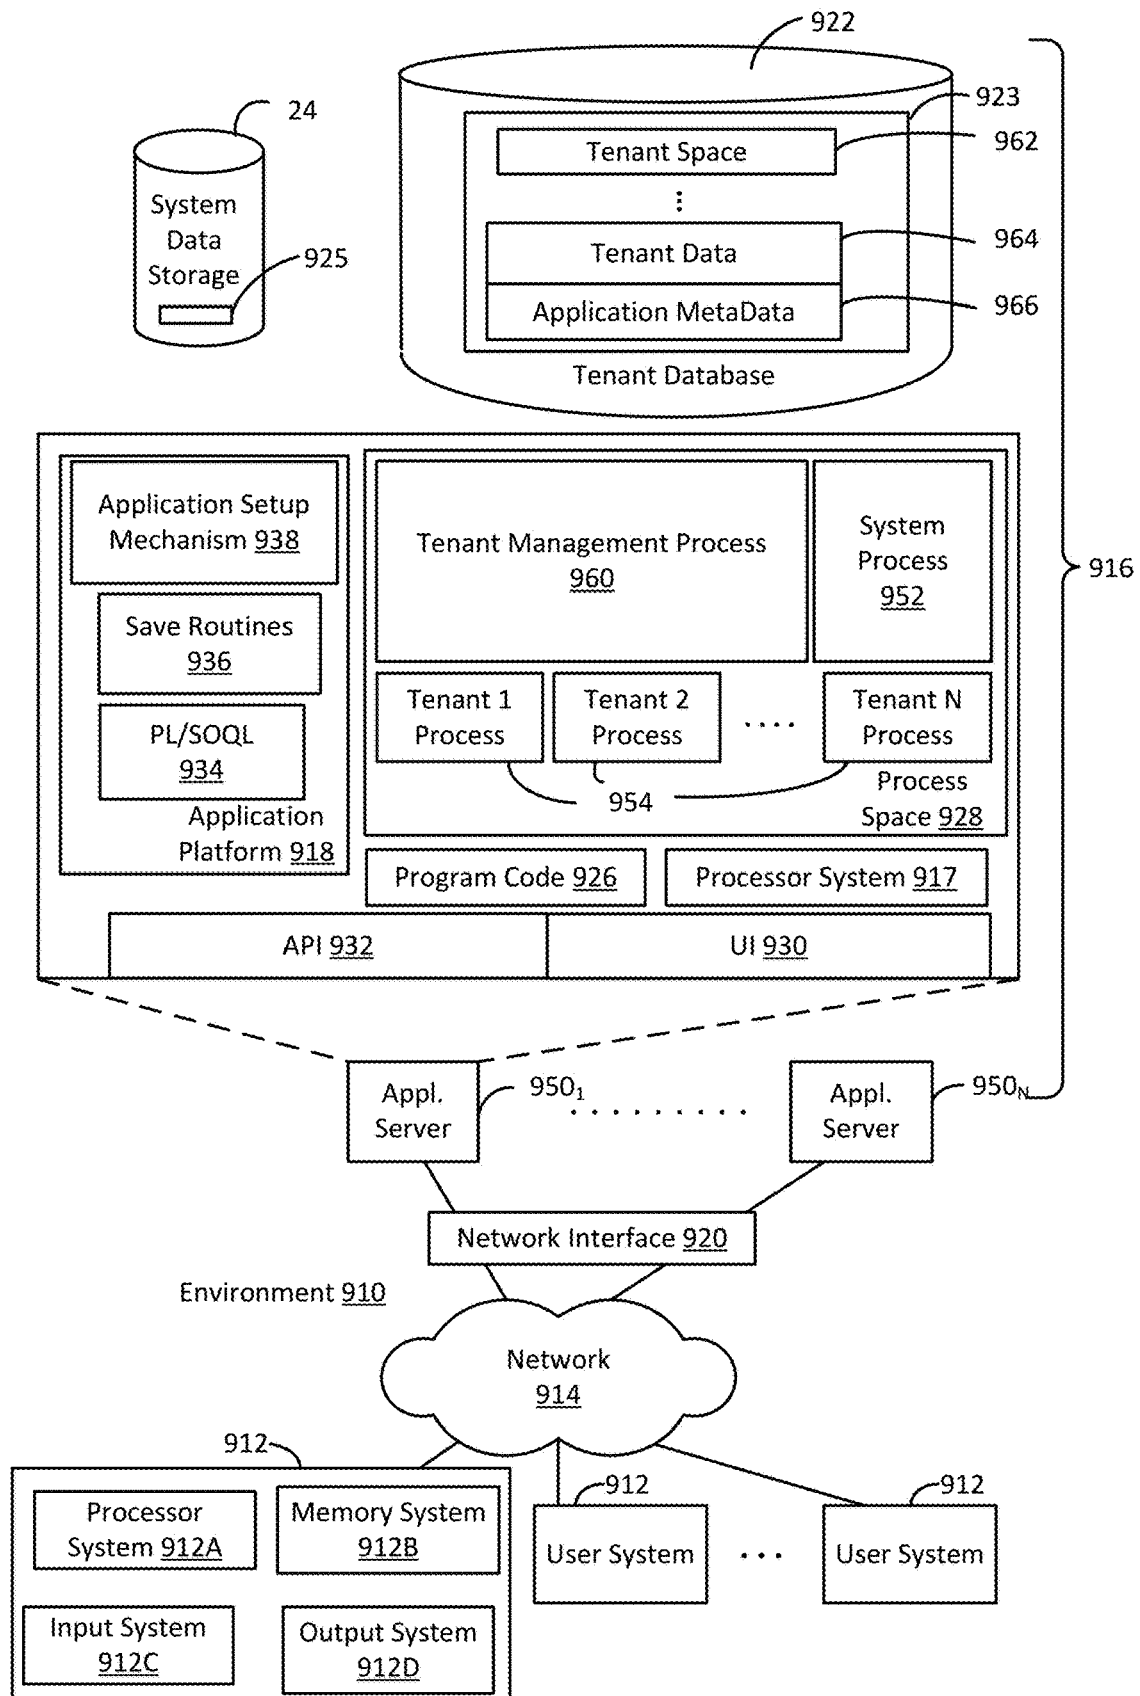 922
923
24
Tenant Space
962
System
Data
Storage
964
Tenant Data
925
966
Application MetaData
Tenant Database
Application Setup
Mechanism 938
Tenant Management Process
960
System
Process
952
916
Save Routines
936
Tenant 1
Process
Tenant 2
Process
....
Tenant N
Process
PL/SOQL
934
954
Process
Space 928
Application
Platform 918
Program Code 926
Processor System 917
API 932
UI 930
Appl.
Server
950₁
Appl.
Server
950N
Network Interface 920
Environment 910
Network
914
912
912
912
Processor
System 912A
Memory System
912B
User System
...
User System
Input System
912C
Output System
912D